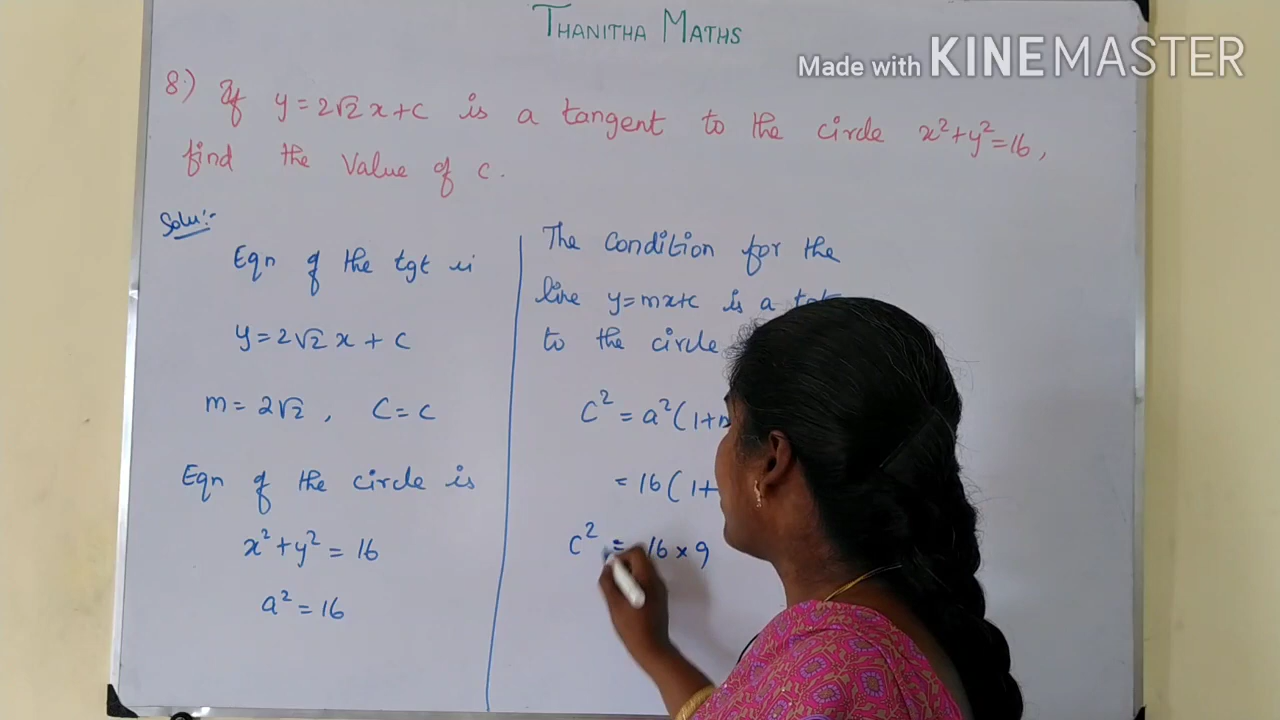 THANITHA MATHS
Made with KINEMASTER
8.) If y = 2√2 x + c is a tangent to the circle x² + y² = 16,
find the Value of c.
Solu:-
Eqn of the tgt is
y = 2√2 x + c
m = 2√2 , C = c
Eqn of the circle is
x² + y² = 16
a² = 16
The Condition for the
line y = mx + c is a
to the circle
C² = a² ( 1 +
= 16 ( 1 +
C² = 16 × 9